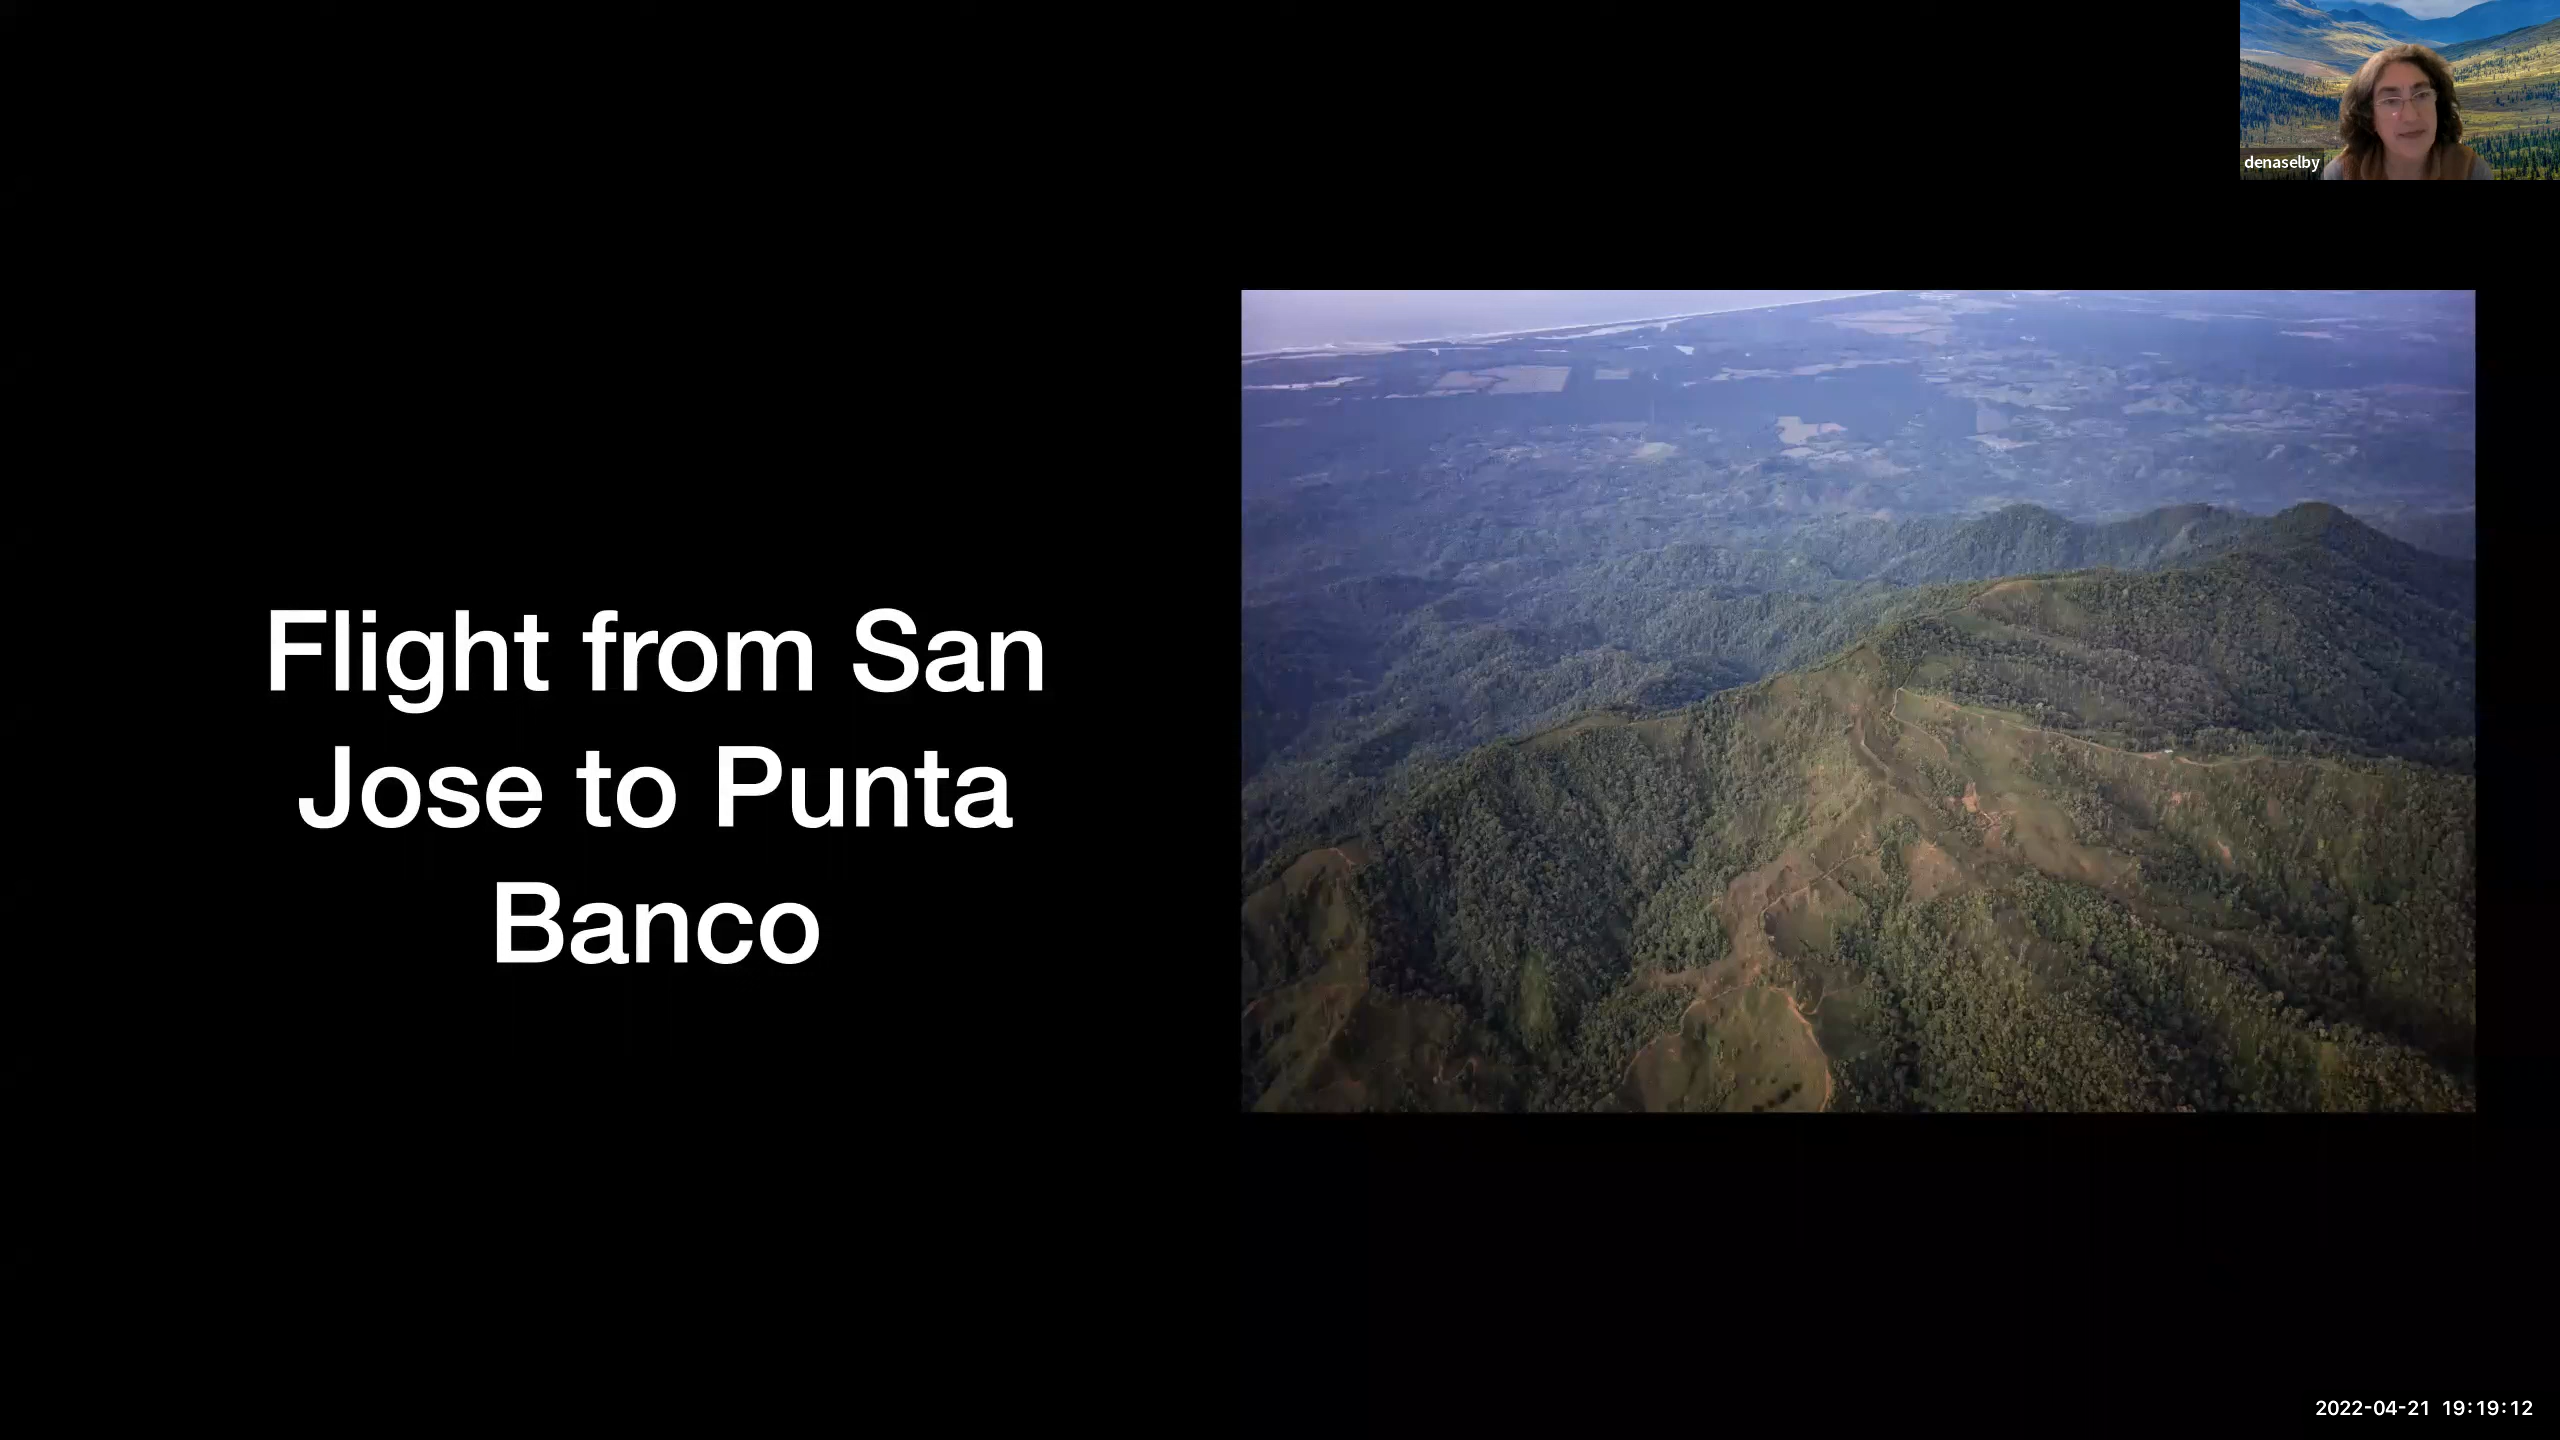 denaselby
Flight from San
Jose to Punta
Banco
2022-04-21 19:19:12